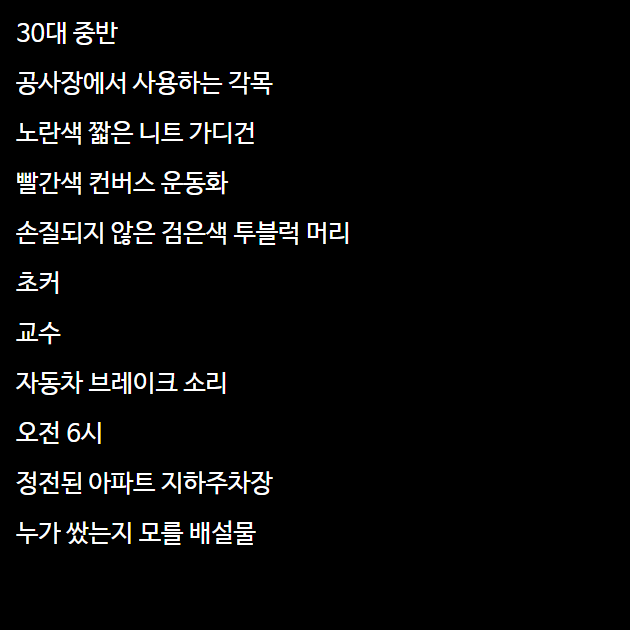 30대 중반
공사장에서 사용하는 각목
노란색 짧은 니트 가디건
빨간색 컨버스 운동화
손질되지 않은 검은색 투블럭 머리
초커
교수
자동차 브레이크 소리
오전 6시
정전된 아파트 지하주차장
누가 쌌는지 모를 배설물